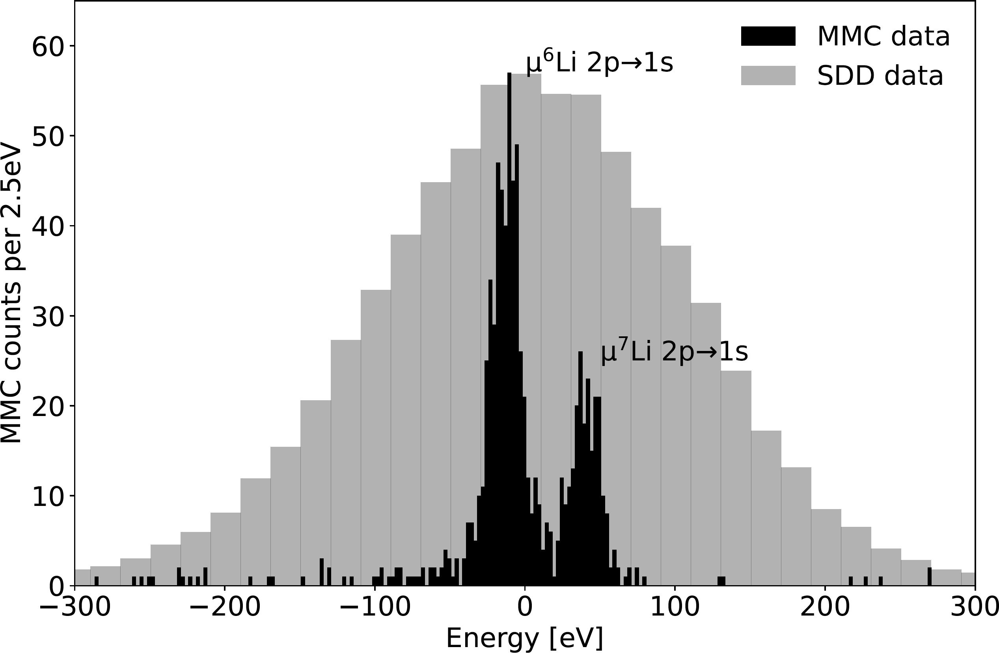 MMC data
SDD data
μ⁶Li 2p→1s
μ⁷Li 2p→1s
MMC counts per 2.5eV
60
50
40
30
20
10
0
−300 −200 −100 0 100 200 300
Energy [eV]